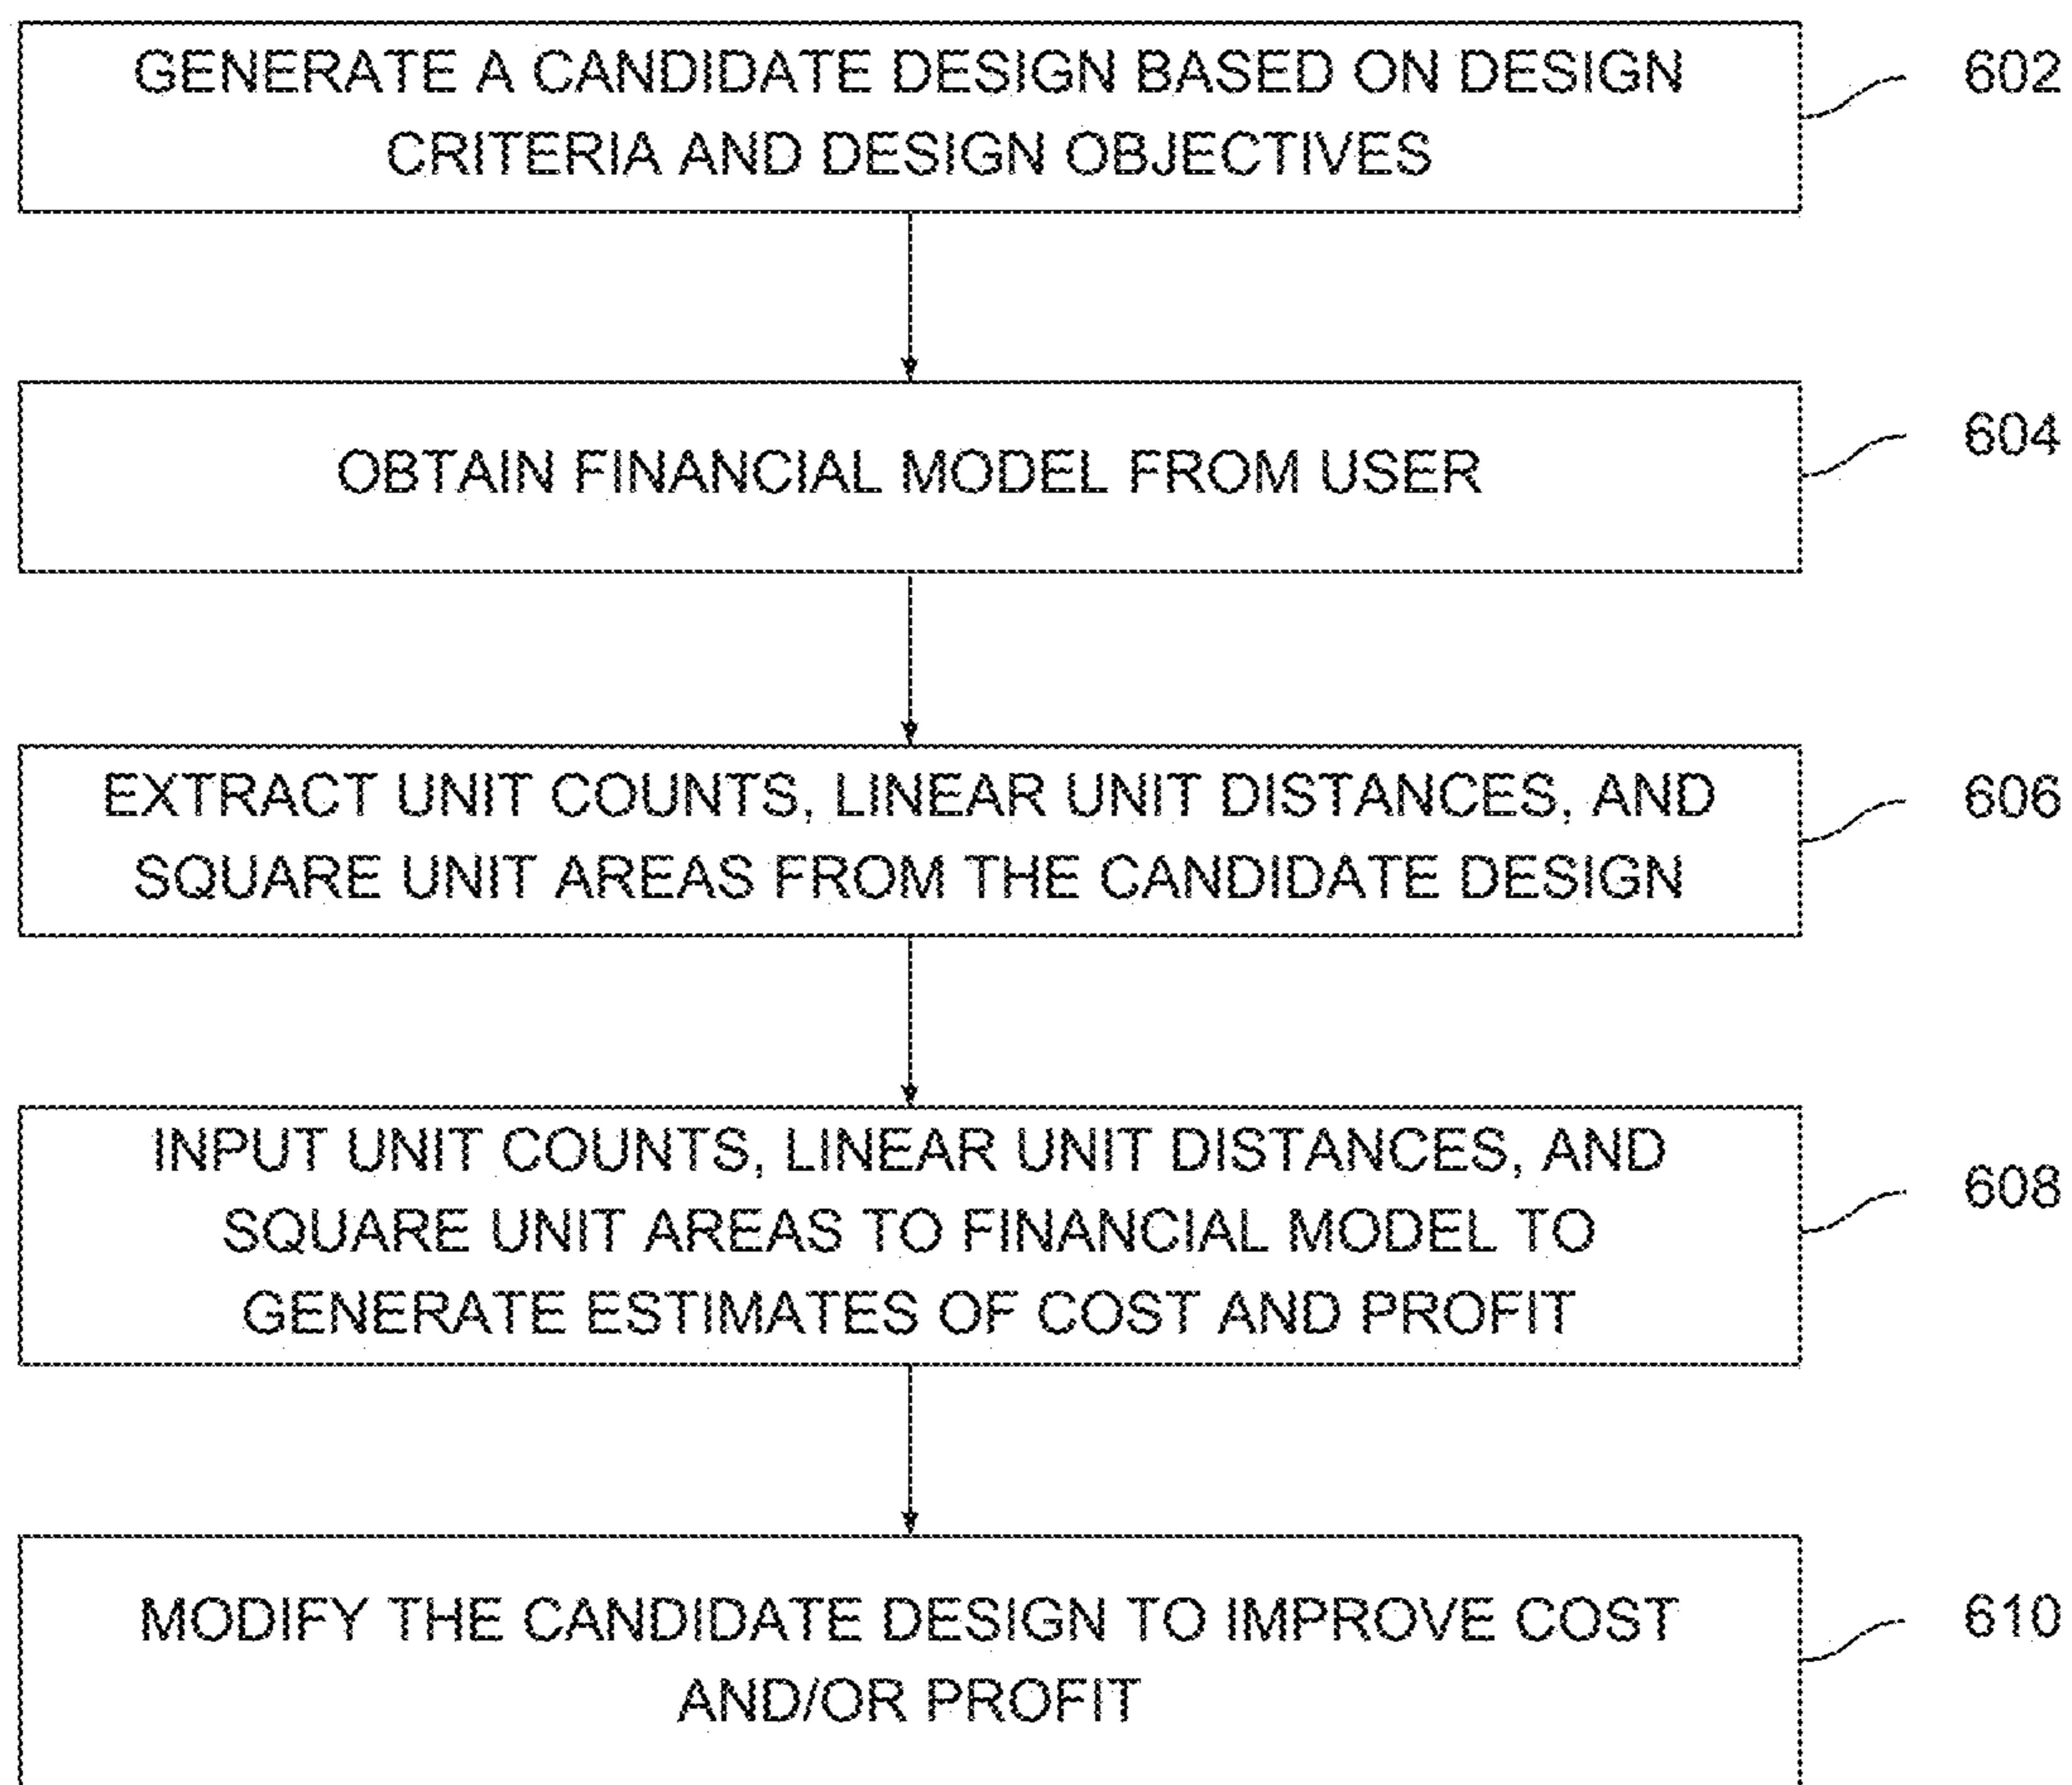 GENERATE A CANDIDATE DESIGN BASED ON DESIGN
CRITERIA AND DESIGN OBJECTIVES
602
OBTAIN FINANCIAL MODEL FROM USER
604
EXTRACT UNIT COUNTS, LINEAR UNIT DISTANCES, AND
SQUARE UNIT AREAS FROM THE CANDIDATE DESIGN
606
INPUT UNIT COUNTS, LINEAR UNIT DISTANCES, AND
SQUARE UNIT AREAS TO FINANCIAL MODEL TO
GENERATE ESTIMATES OF COST AND PROFIT
608
MODIFY THE CANDIDATE DESIGN TO IMPROVE COST
AND/OR PROFIT
610